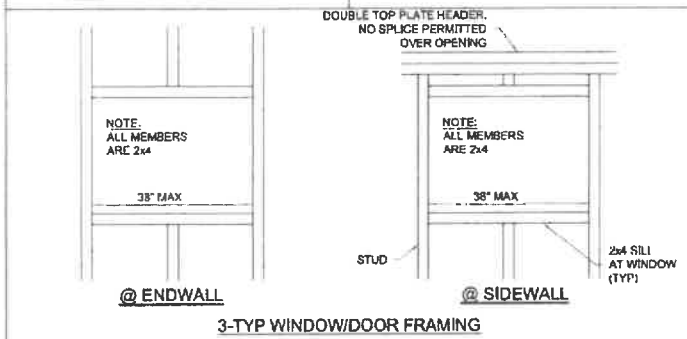 DOUBLE TOP PLATE HEADER.
NO SPLICE PERMITTED
OVER OPENING
NOTE:
ALL MEMBERS
ARE 2x4
38" MAX
@ ENDWALL
NOTE:
ALL MEMBERS
ARE 2x4
38" MAX
STUD
2x4 SILL
AT WINDOW
(TYP)
@ SIDEWALL
3-TYP WINDOW/DOOR FRAMING